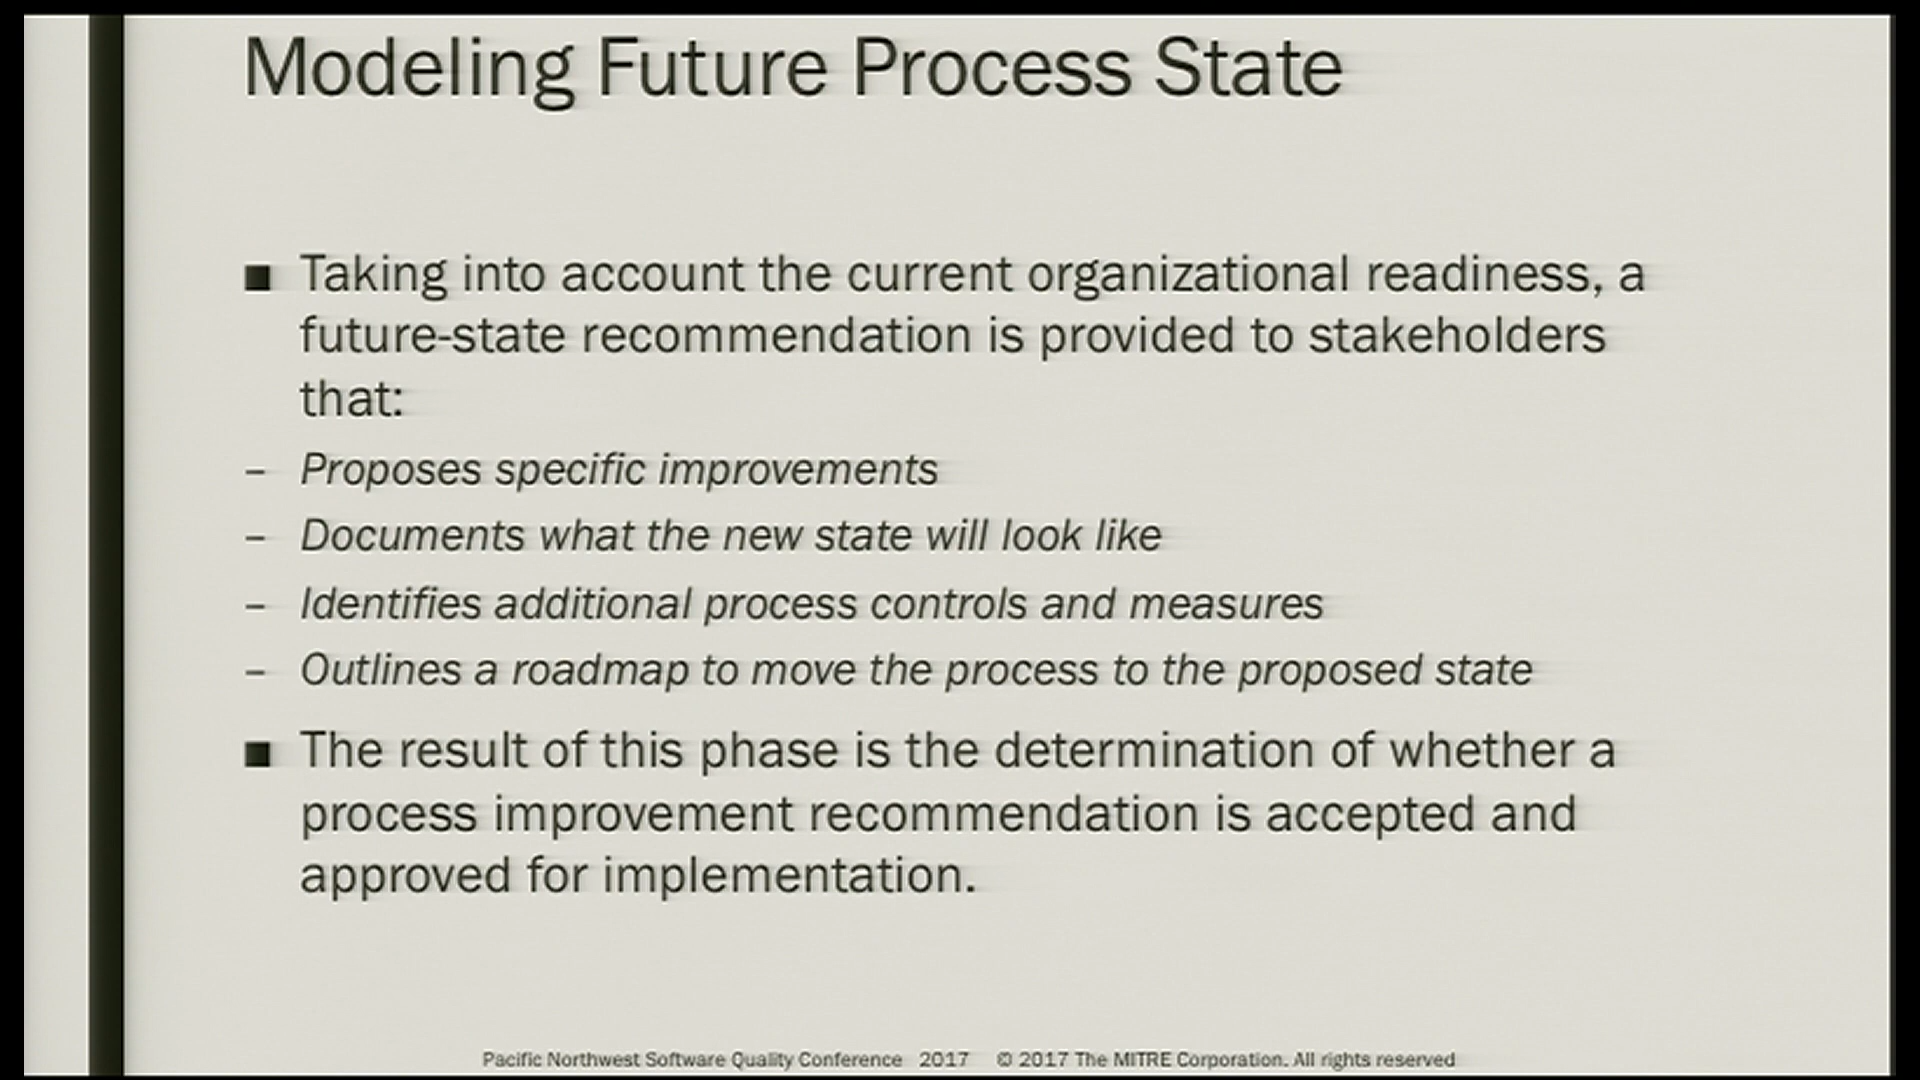 Modeling Future Process State
■ Taking into account the current organizational readiness, a
future-state recommendation is provided to stakeholders
that:
– Proposes specific improvements
– Documents what the new state will look like
– Identifies additional process controls and measures
– Outlines a roadmap to move the process to the proposed state
■ The result of this phase is the determination of whether a
process improvement recommendation is accepted and
approved for implementation.
Pacific Northwest Software Quality Conference 2017 © 2017 The MITRE Corporation. All rights reserved